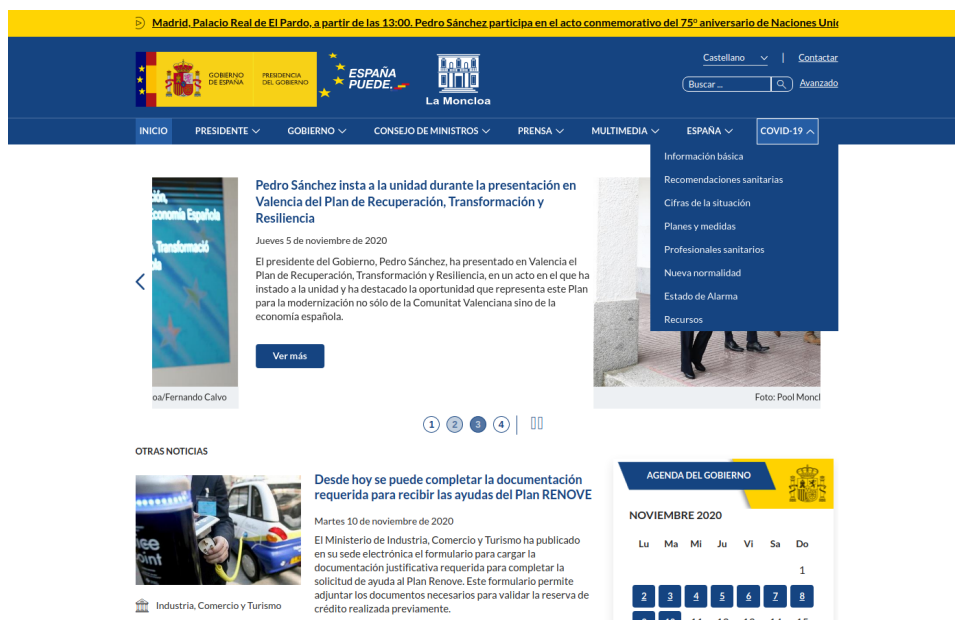 Madrid, Palacio Real de El Pardo, a partir de las 13:00. Pedro Sánchez participa en el acto conmemorativo del 75º aniversario de Naciones
GOBIERNO DE ESPAÑA
PRESIDENCIA DEL GOBIERNO
ESPAÑA PUEDE.
La Moncloa
Castellano | Contactar
Buscar ... Avanzado
INICIO PRESIDENTE GOBIERNO CONSEJO DE MINISTROS PRENSA MULTIMEDIA ESPAÑA COVID-19
Información básica
Recomendaciones sanitarias
Cifras de la situación
Planes y medidas
Profesionales sanitarios
Nueva normalidad
Estado de Alarma
Recursos
ión,
conomía Española
, Transformació
Pedro Sánchez insta a la unidad durante la presentación en
Valencia del Plan de Recuperación, Transformación y
Resiliencia
Jueves 5 de noviembre de 2020
El presidente del Gobierno, Pedro Sánchez, ha presentado en Valencia el
Plan de Recuperación, Transformación y Resiliencia, en un acto en el que ha
instado a la unidad y ha destacado la oportunidad que representa este Plan
para la modernización no sólo de la Comunitat Valenciana sino de la
economía española.
Ver más
oa/Fernando Calvo
Foto: Pool Moncl
1 2 3 4
OTRAS NOTICIAS
Desde hoy se puede completar la documentación
requerida para recibir las ayudas del Plan RENOVE
Martes 10 de noviembre de 2020
El Ministerio de Industria, Comercio y Turismo ha publicado
en su sede electrónica el formulario para cargar la
documentación justificativa requerida para completar la
solicitud de ayuda al Plan Renove. Este formulario permite
adjuntar los documentos necesarios para validar la reserva de
crédito realizada previamente.
Industria, Comercio y Turismo
AGENDA DEL GOBIERNO
NOVIEMBRE 2020
Lu Ma Mi Ju Vi Sa Do
1
2 3 4 5 6 7 8